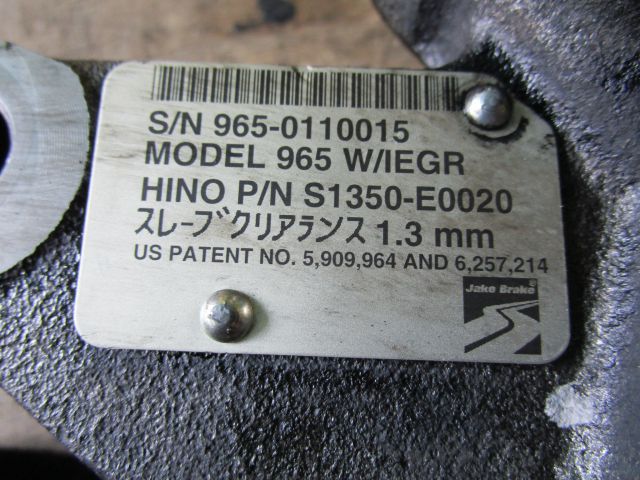 S/N 965-0110015
MODEL 965 W/IEGR
HINO P/N S1350-E0020
スレーブクリアランス 1.3 mm
US PATENT NO. 5,909,964 AND 6,257,214
Jake Brake®